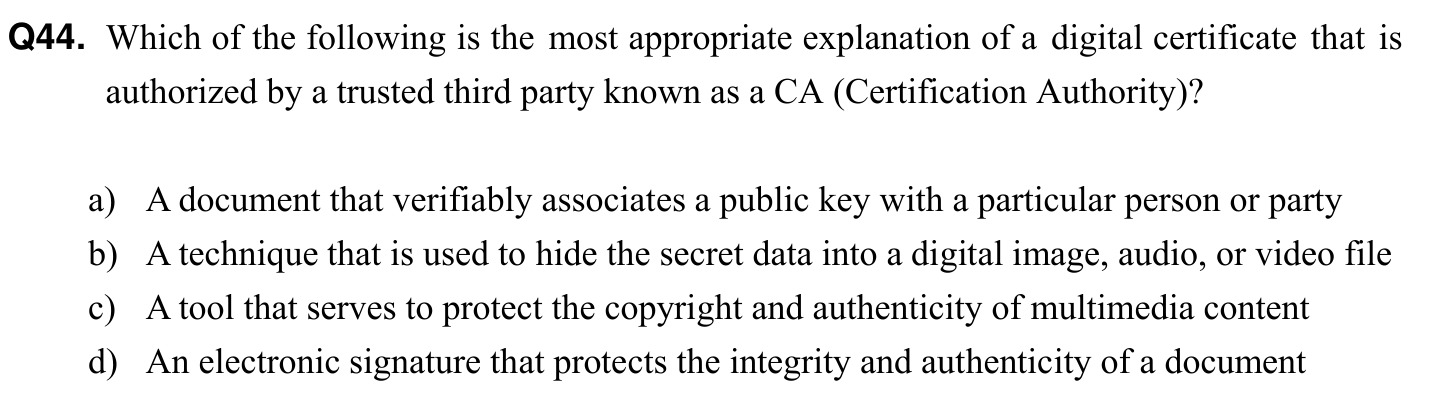 Q44. Which of the following is the most appropriate explanation of a digital certificate that is
authorized by a trusted third party known as a CA (Certification Authority)?
a) A document that verifiably associates a public key with a particular person or party
b) A technique that is used to hide the secret data into a digital image, audio, or video file
c) A tool that serves to protect the copyright and authenticity of multimedia content
d) An electronic signature that protects the integrity and authenticity of a document